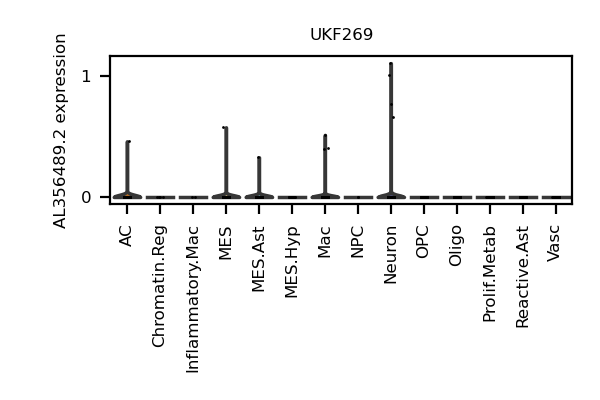 UKF269
AL356489.2 expression
1
0
AC
Chromatin.Reg
Inflammatory.Mac
MES
MES.Ast
MES.Hyp
Mac
NPC
Neuron
OPC
Oligo
Prolif.Metab
Reactive.Ast
Vasc